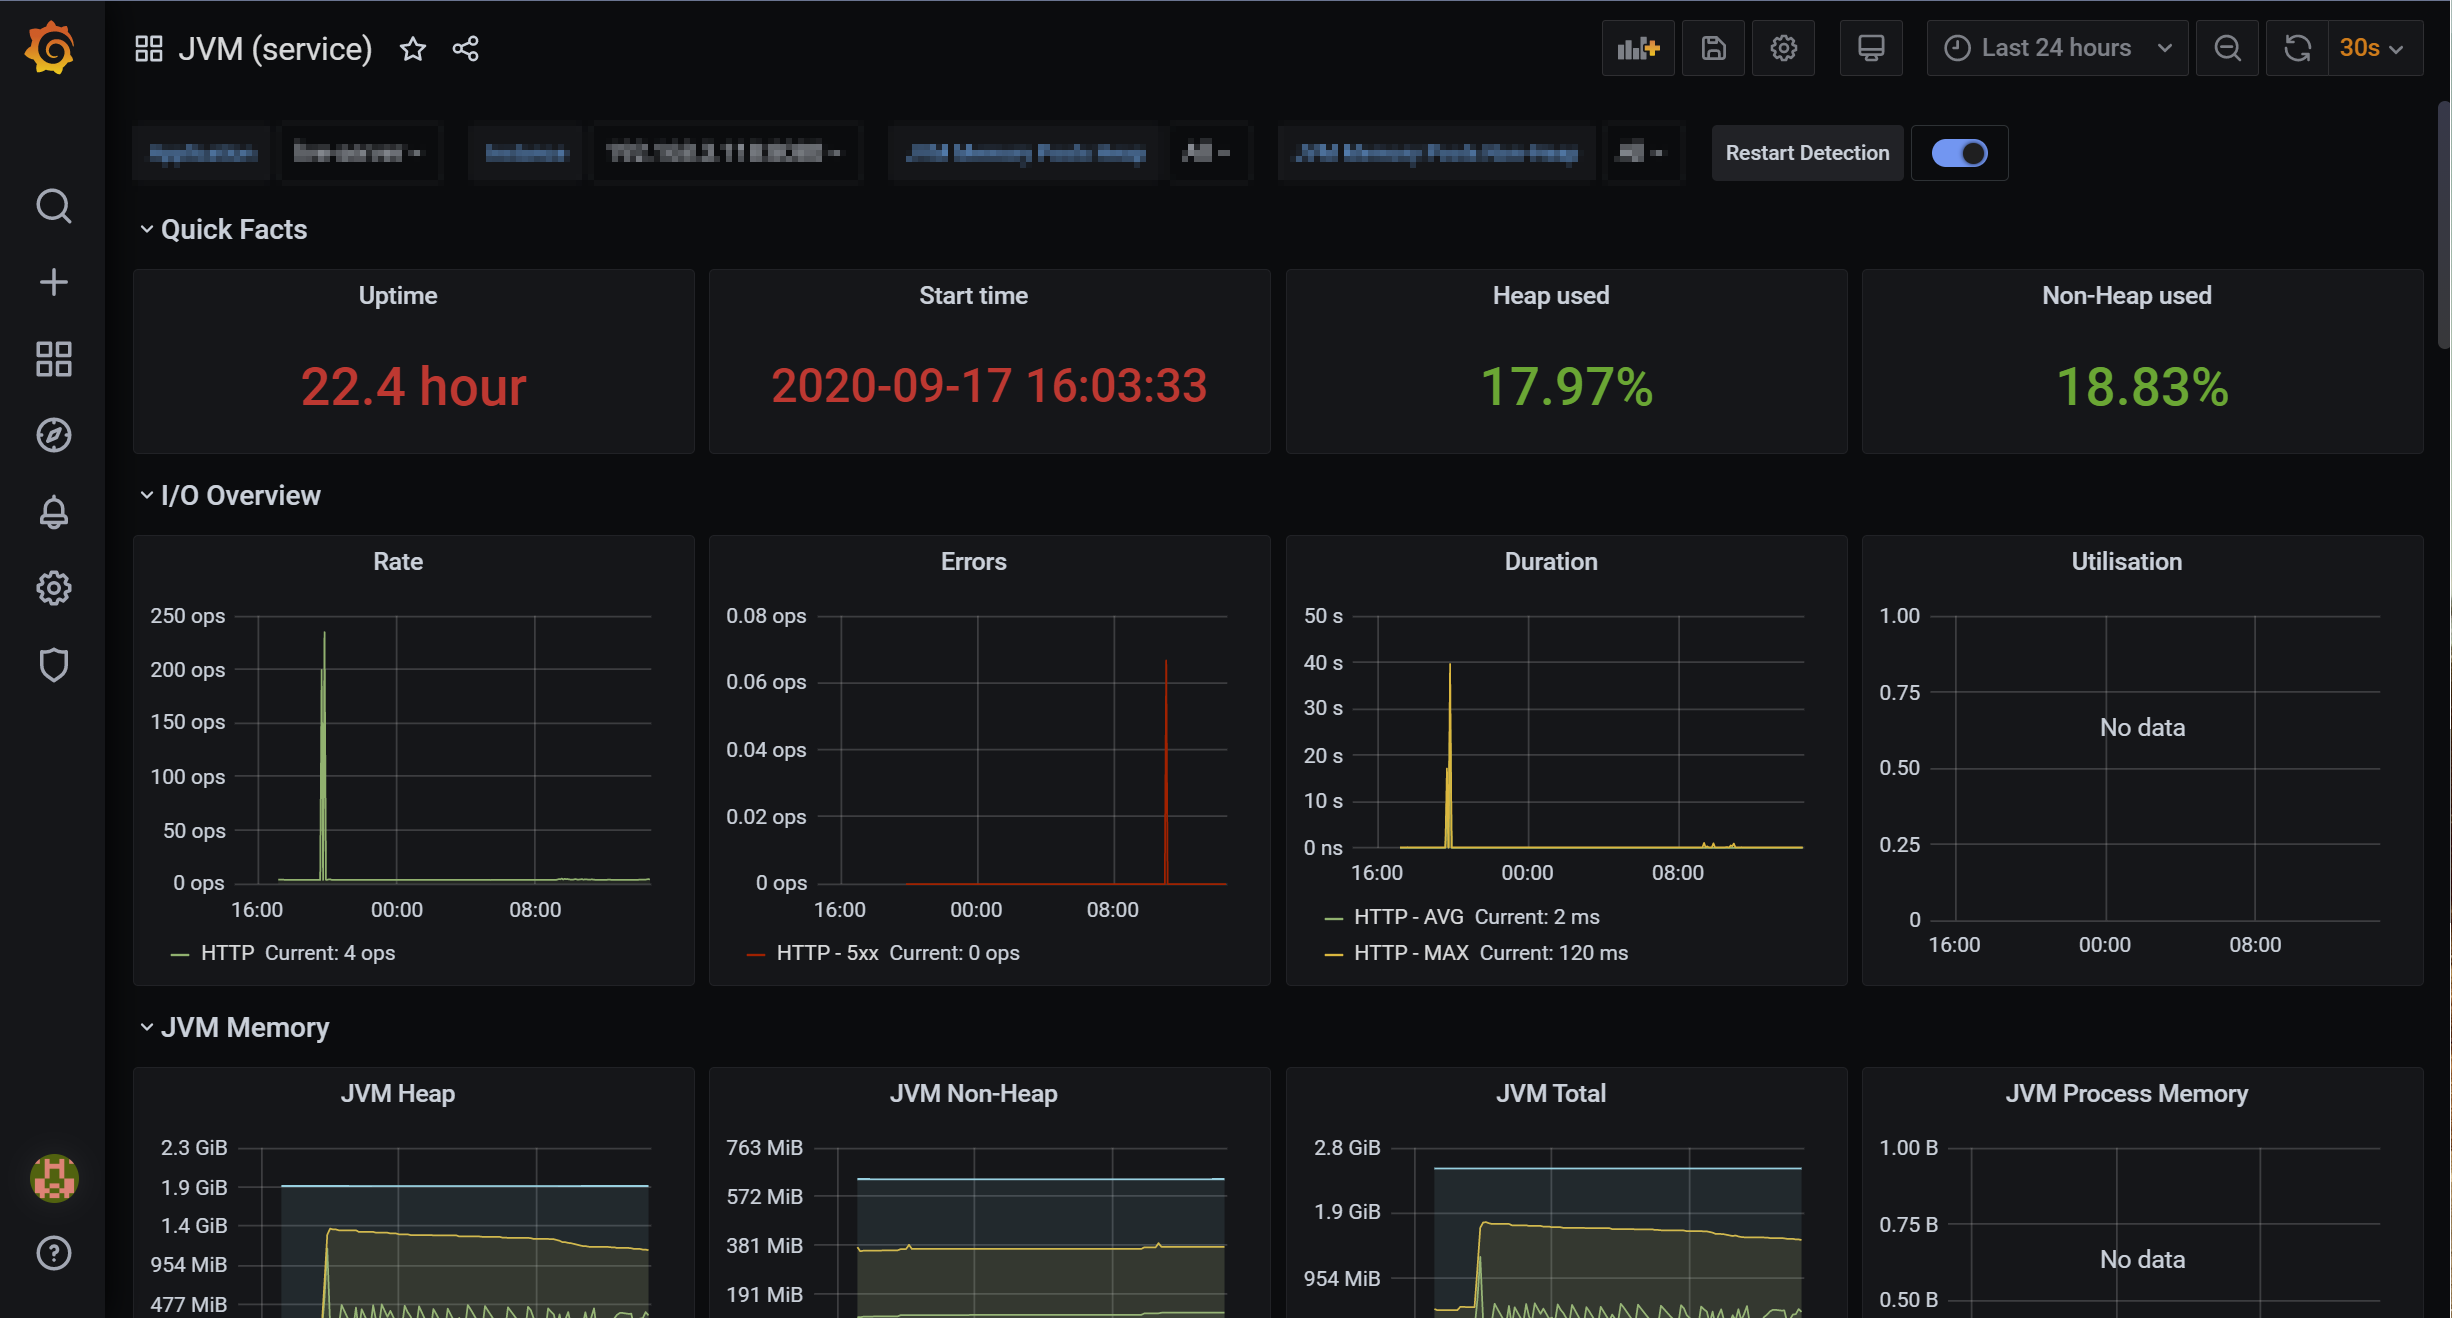 JVM (service)
Last 24 hours
30s
Restart Detection
Quick Facts
Uptime
22.4 hour
Start time
2020-09-17 16:03:33
Heap used
17.97%
Non-Heap used
18.83%
I/O Overview
Rate
250 ops
200 ops
150 ops
100 ops
50 ops
0 ops
16:00 00:00 08:00
HTTP Current: 4 ops
Errors
0.08 ops
0.06 ops
0.04 ops
0.02 ops
0 ops
16:00 00:00 08:00
HTTP - 5xx Current: 0 ops
Duration
50 s
40 s
30 s
20 s
10 s
0 ns
16:00 00:00 08:00
HTTP - AVG Current: 2 ms
HTTP - MAX Current: 120 ms
Utilisation
1.00
0.75
No data
0.50
0.25
0
16:00 00:00 08:00
JVM Memory
JVM Heap
2.3 GiB
1.9 GiB
1.4 GiB
954 MiB
477 MiB
JVM Non-Heap
763 MiB
572 MiB
381 MiB
191 MiB
JVM Total
2.8 GiB
1.9 GiB
954 MiB
JVM Process Memory
1.00 B
0.75 B
No data
0.50 B